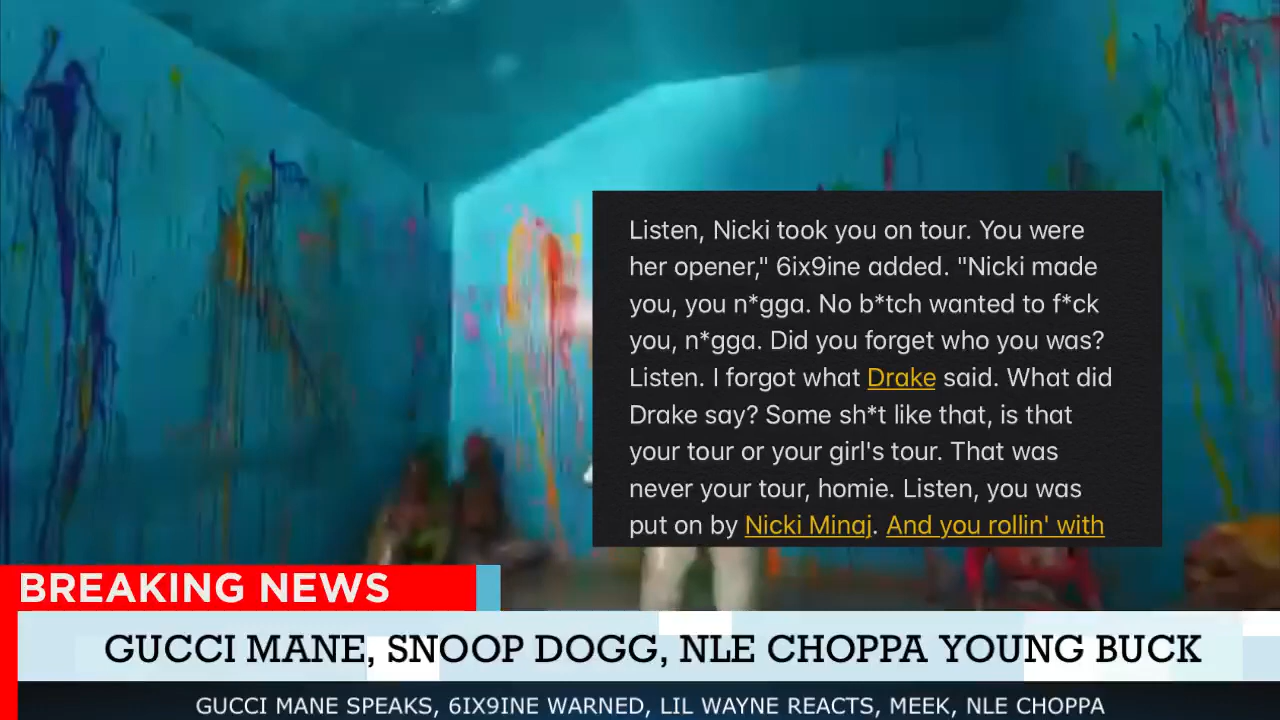 Listen, Nicki took you on tour. You were
her opener," 6ix9ine added. "Nicki made
you, you n*gga. No b*tch wanted to f*ck
you, n*gga. Did you forget who you was?
Listen. I forgot what Drake said. What did
Drake say? Some sh*t like that, is that
your tour or your girl's tour. That was
never your tour, homie. Listen, you was
put on by Nicki Minaj. And you rollin' with
BREAKING NEWS
GUCCI MANE, SNOOP DOGG, NLE CHOPPA YOUNG BUCK
GUCCI MANE SPEAKS, 6IX9INE WARNED, LIL WAYNE REACTS, MEEK, NLE CHOPPA